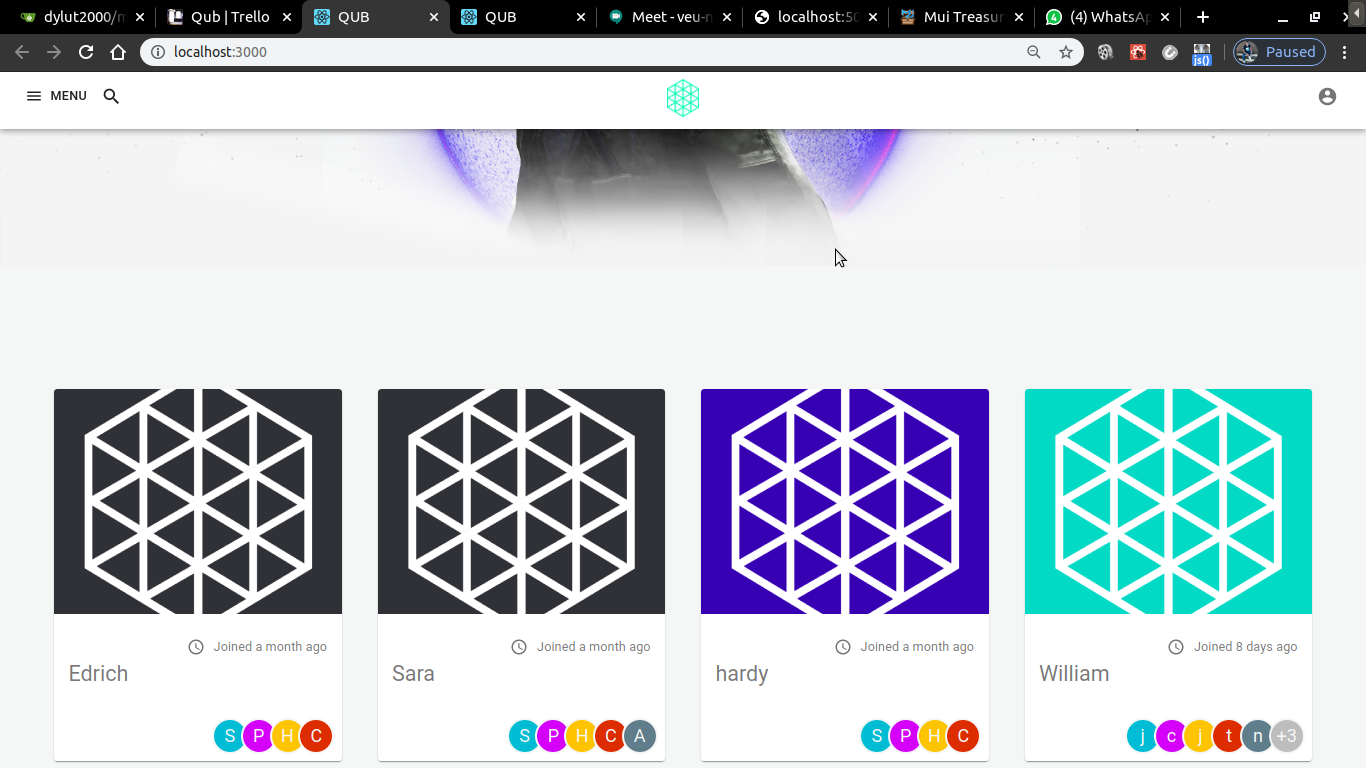 dylut2000/m
Qub | Trello
QUB
QUB
Meet - veu-n
localhost:50
Mui Treasur
(4) WhatsAp
localhost:3000
js()
Paused
MENU
Joined a month ago
Joined a month ago
Joined a month ago
Joined 8 days ago
Edrich
Sara
hardy
William
S P H C
S P H C A
S P H C
j c j t n +3